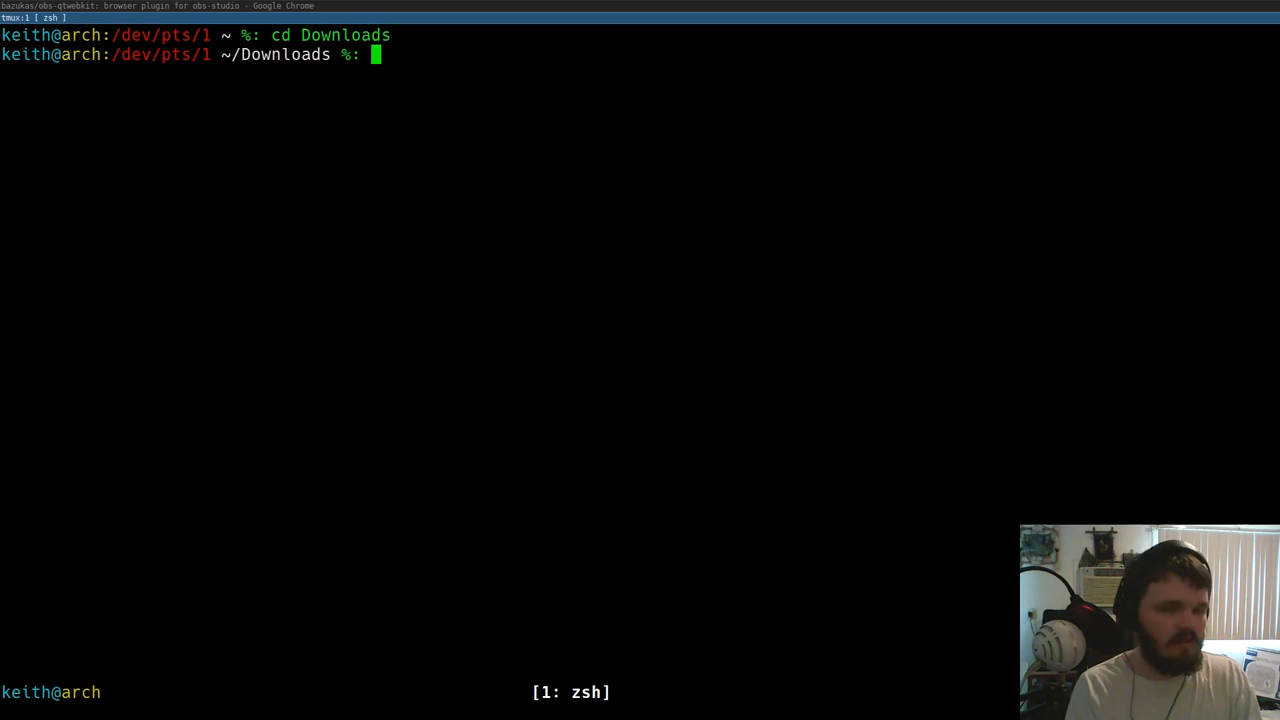 bazukas/obs-qtwebkit: browser plugin for obs-studio - Google Chrome
tmux:1 [ zsh ]
keith@arch:/dev/pts/1 ~ %: cd Downloads
keith@arch:/dev/pts/1 ~/Downloads %:
keith@arch [1: zsh]